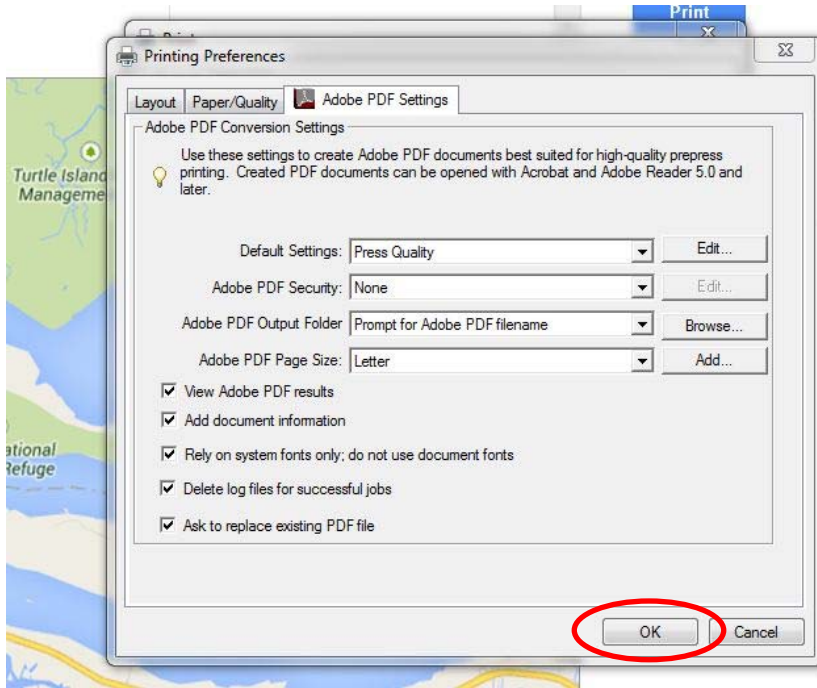 Print
Printing Preferences
Layout Paper/Quality Adobe PDF Settings
Adobe PDF Conversion Settings
Use these settings to create Adobe PDF documents best suited for high-quality prepress
printing. Created PDF documents can be opened with Acrobat and Adobe Reader 5.0 and
later.
Default Settings: Press Quality Edit...
Adobe PDF Security: None Edit...
Adobe PDF Output Folder Prompt for Adobe PDF filename Browse...
Adobe PDF Page Size: Letter Add...
View Adobe PDF results
Add document information
Rely on system fonts only; do not use document fonts
Delete log files for successful jobs
Ask to replace existing PDF file
OK Cancel
Turtle Island
Manageme
ational
Refuge